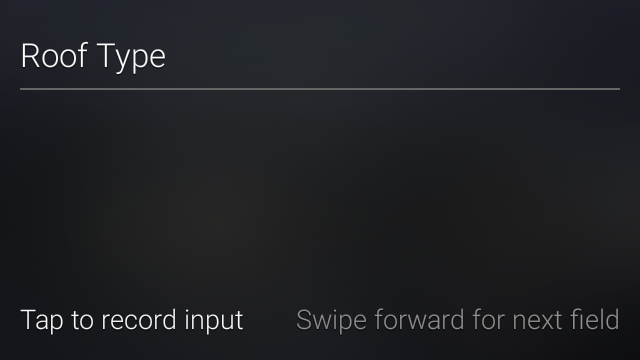 Roof Type
Tap to record input
Swipe forward for next field